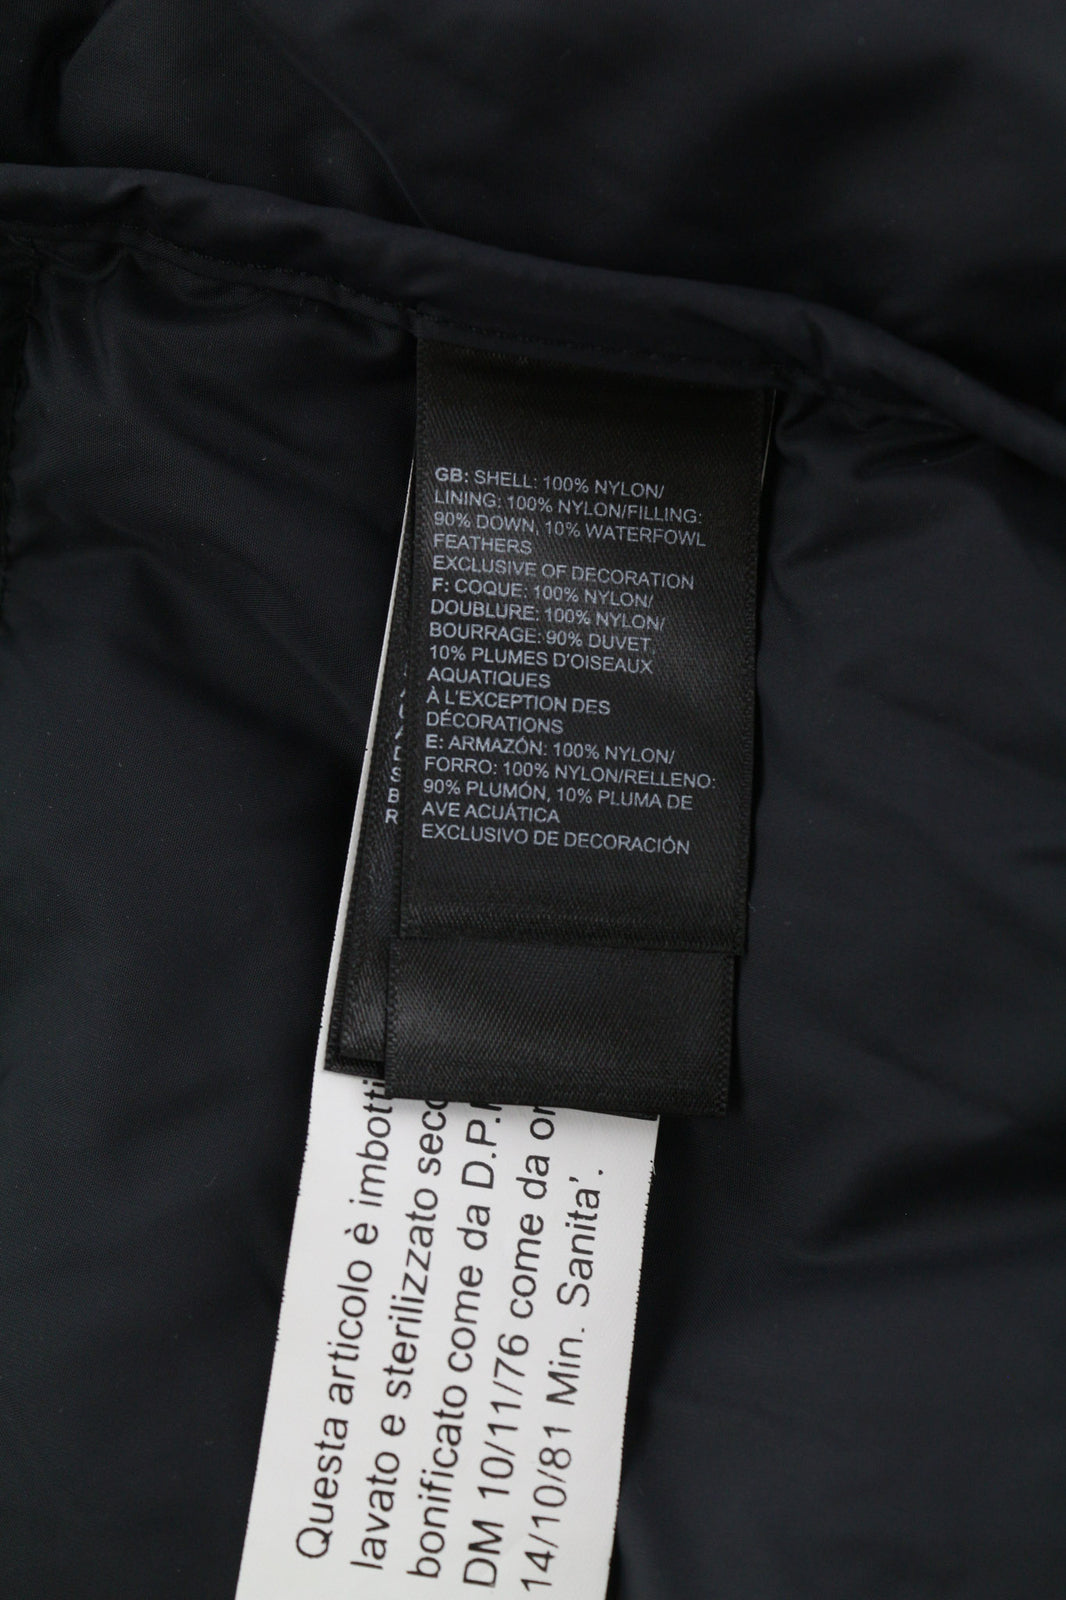 GB: SHELL: 100% NYLON/
LINING: 100% NYLON/FILLING:
90% DOWN, 10% WATERFOWL
FEATHERS
EXCLUSIVE OF DECORATION
F: COQUE: 100% NYLON/
DOUBLURE: 100% NYLON/
BOURRAGE: 90% DUVET,
10% PLUMES D'OISEAUX
AQUATIQUES
À L'EXCEPTION DES
DÉCORATIONS
E: ARMAZÓN: 100% NYLON/
FORRO: 100% NYLON/RELLENO:
90% PLUMÓN, 10% PLUMA DE
AVE ACUÁTICA
EXCLUSIVO DE DECORACIÓN
S
B
R
Questa articolo è imbotti
lavato e sterilizzato seco
bonificato come da D.P.
DM 10/11/76 come da or
14/10/81 Min. Sanita'.